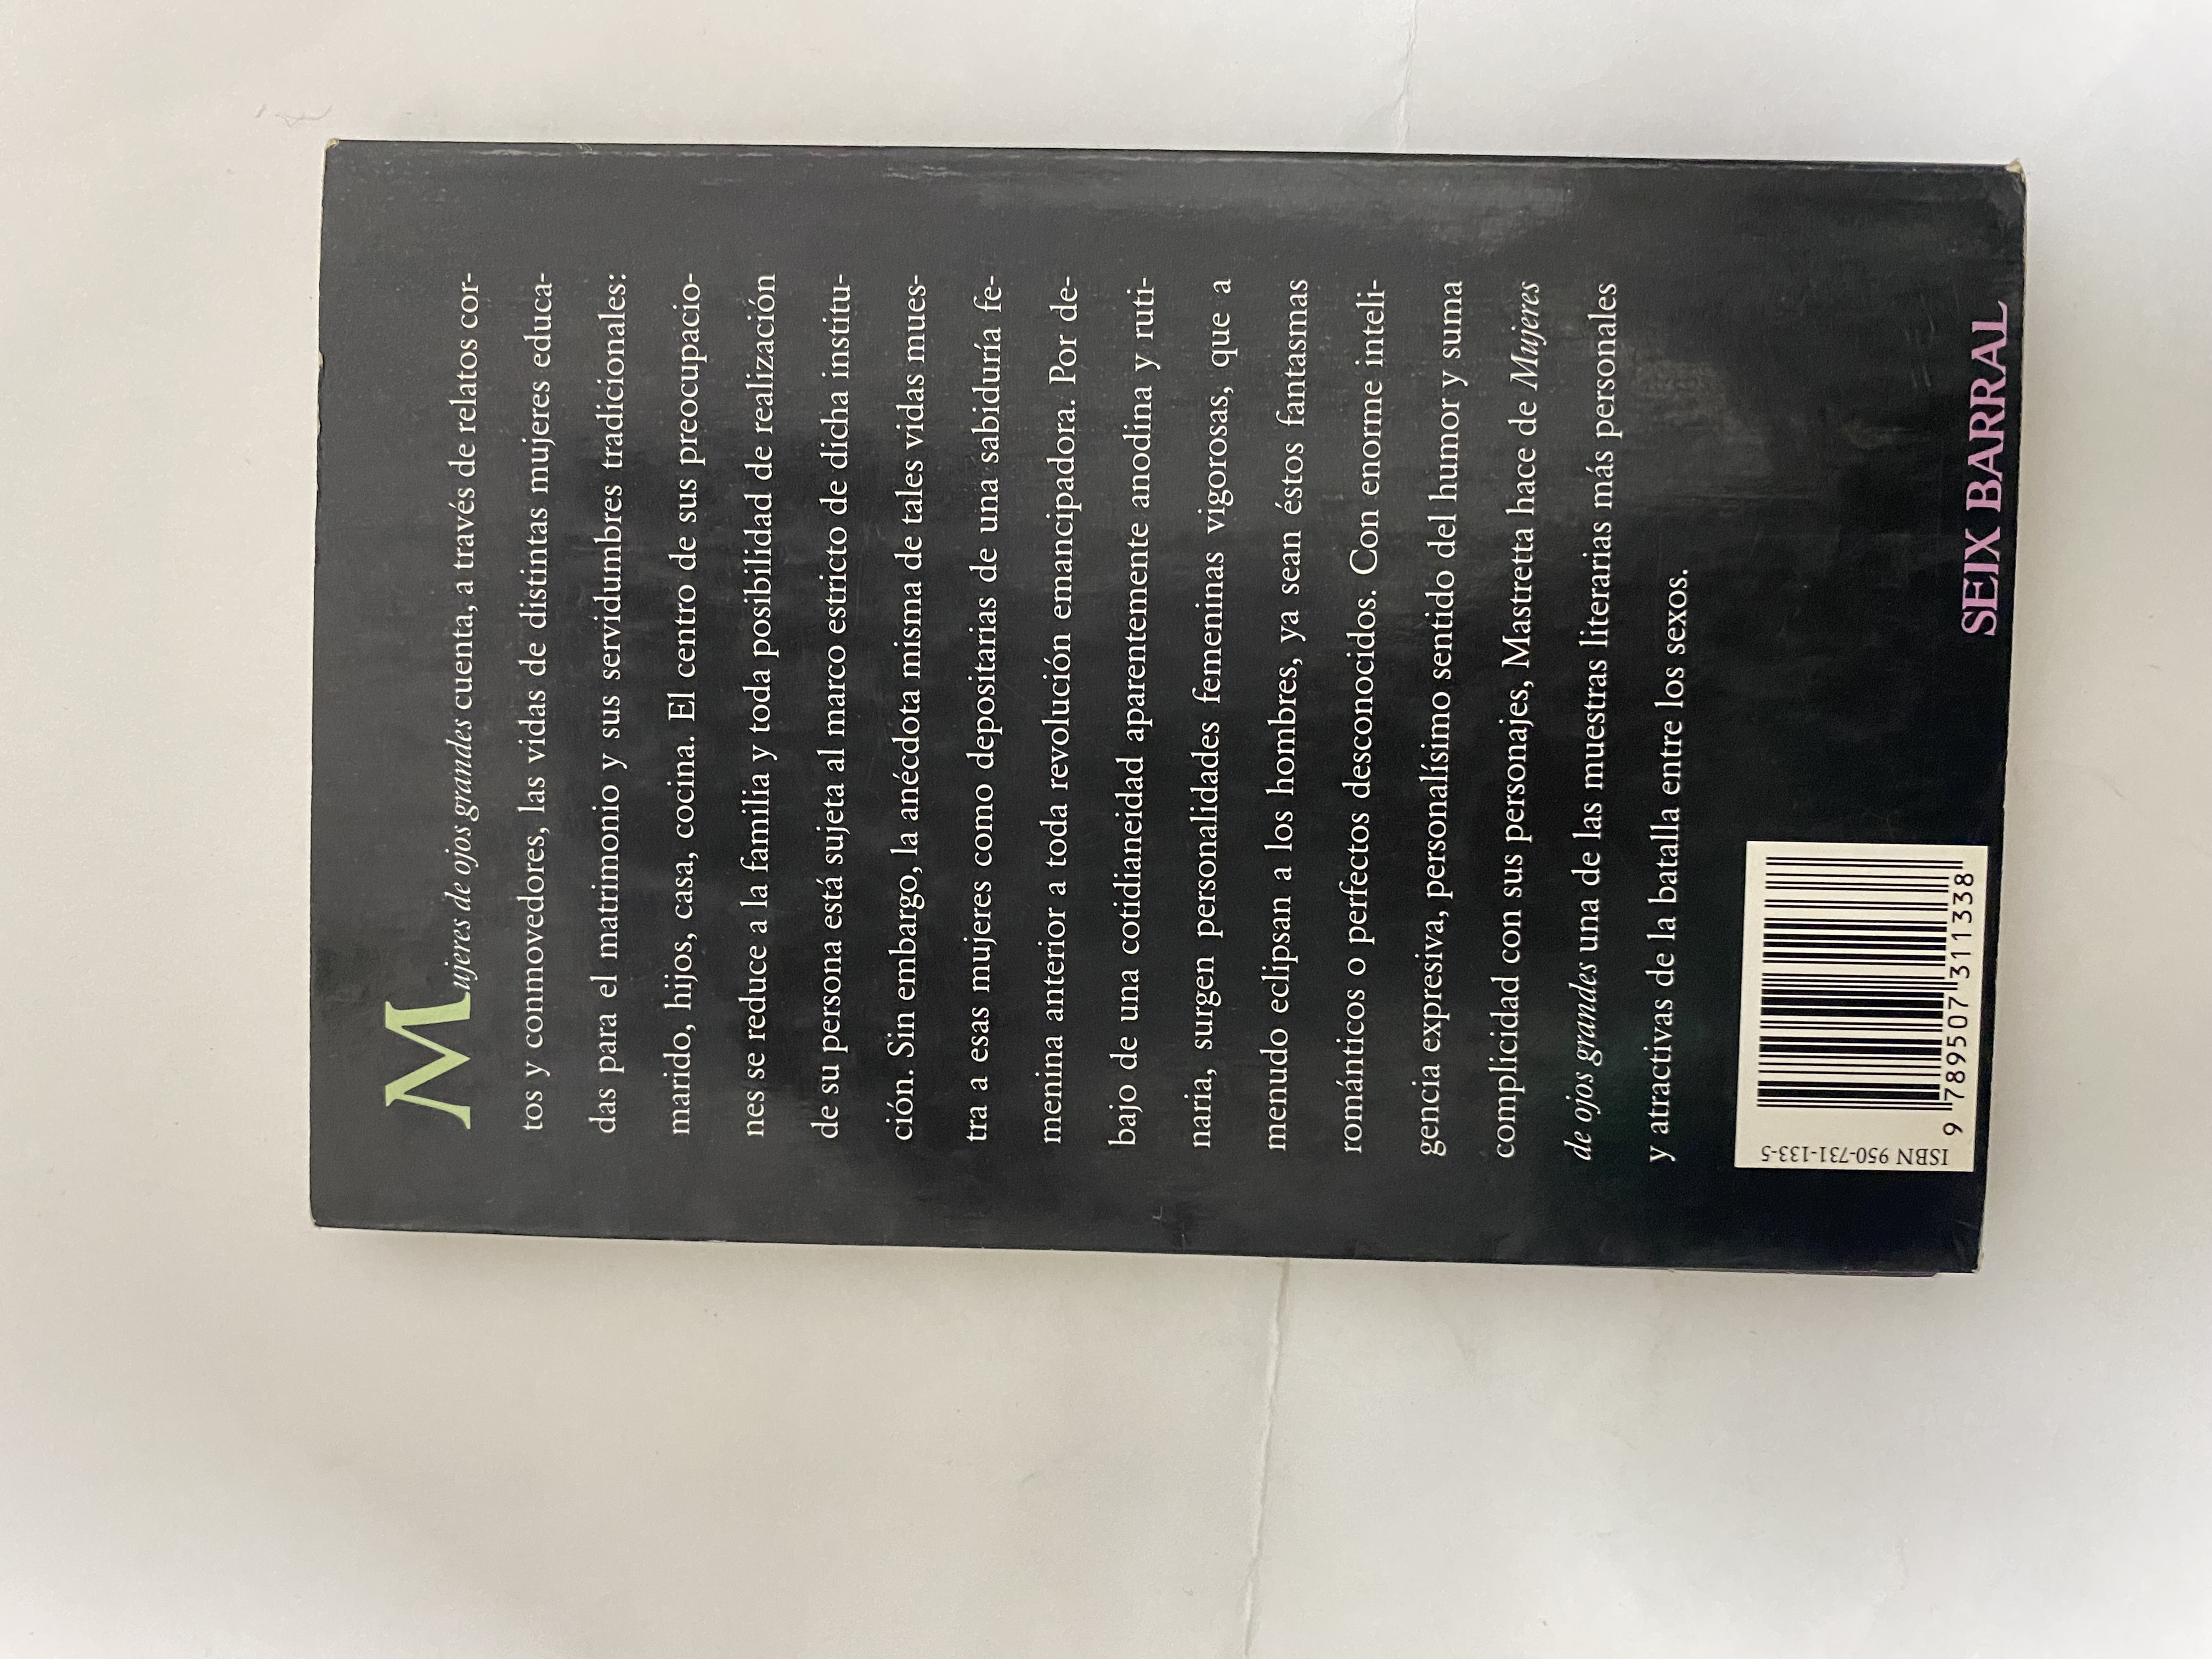 Mujeres de ojos grandes cuenta, a través de relatos cor-
tos y conmovedores, las vidas de distintas mujeres educa-
das para el matrimonio y sus servidumbres tradicionales:
marido, hijos, casa, cocina. El centro de sus preocupacio-
nes se reduce a la familia y toda posibilidad de realización
de su persona está sujeta al marco estricto de dicha institu-
ción. Sin embargo, la anécdota misma de tales vidas mues-
tra a esas mujeres como depositarias de una sabiduría fe-
menina anterior a toda revolución emancipadora. Por de-
bajo de una cotidianeidad aparentemente anodina y ruti-
naria, surgen personalidades femeninas vigorosas, que a
menudo eclipsan a los hombres, ya sean éstos fantasmas
románticos o perfectos desconocidos. Con enorme inteli-
gencia expresiva, personalísimo sentido del humor y suma
complicidad con sus personajes, Mastretta hace de Mujeres
de ojos grandes una de las muestras literarias más personales
y atractivas de la batalla entre los sexos.
ISBN 950-731-133-5
9 789507 311338
SEIX BARRAL